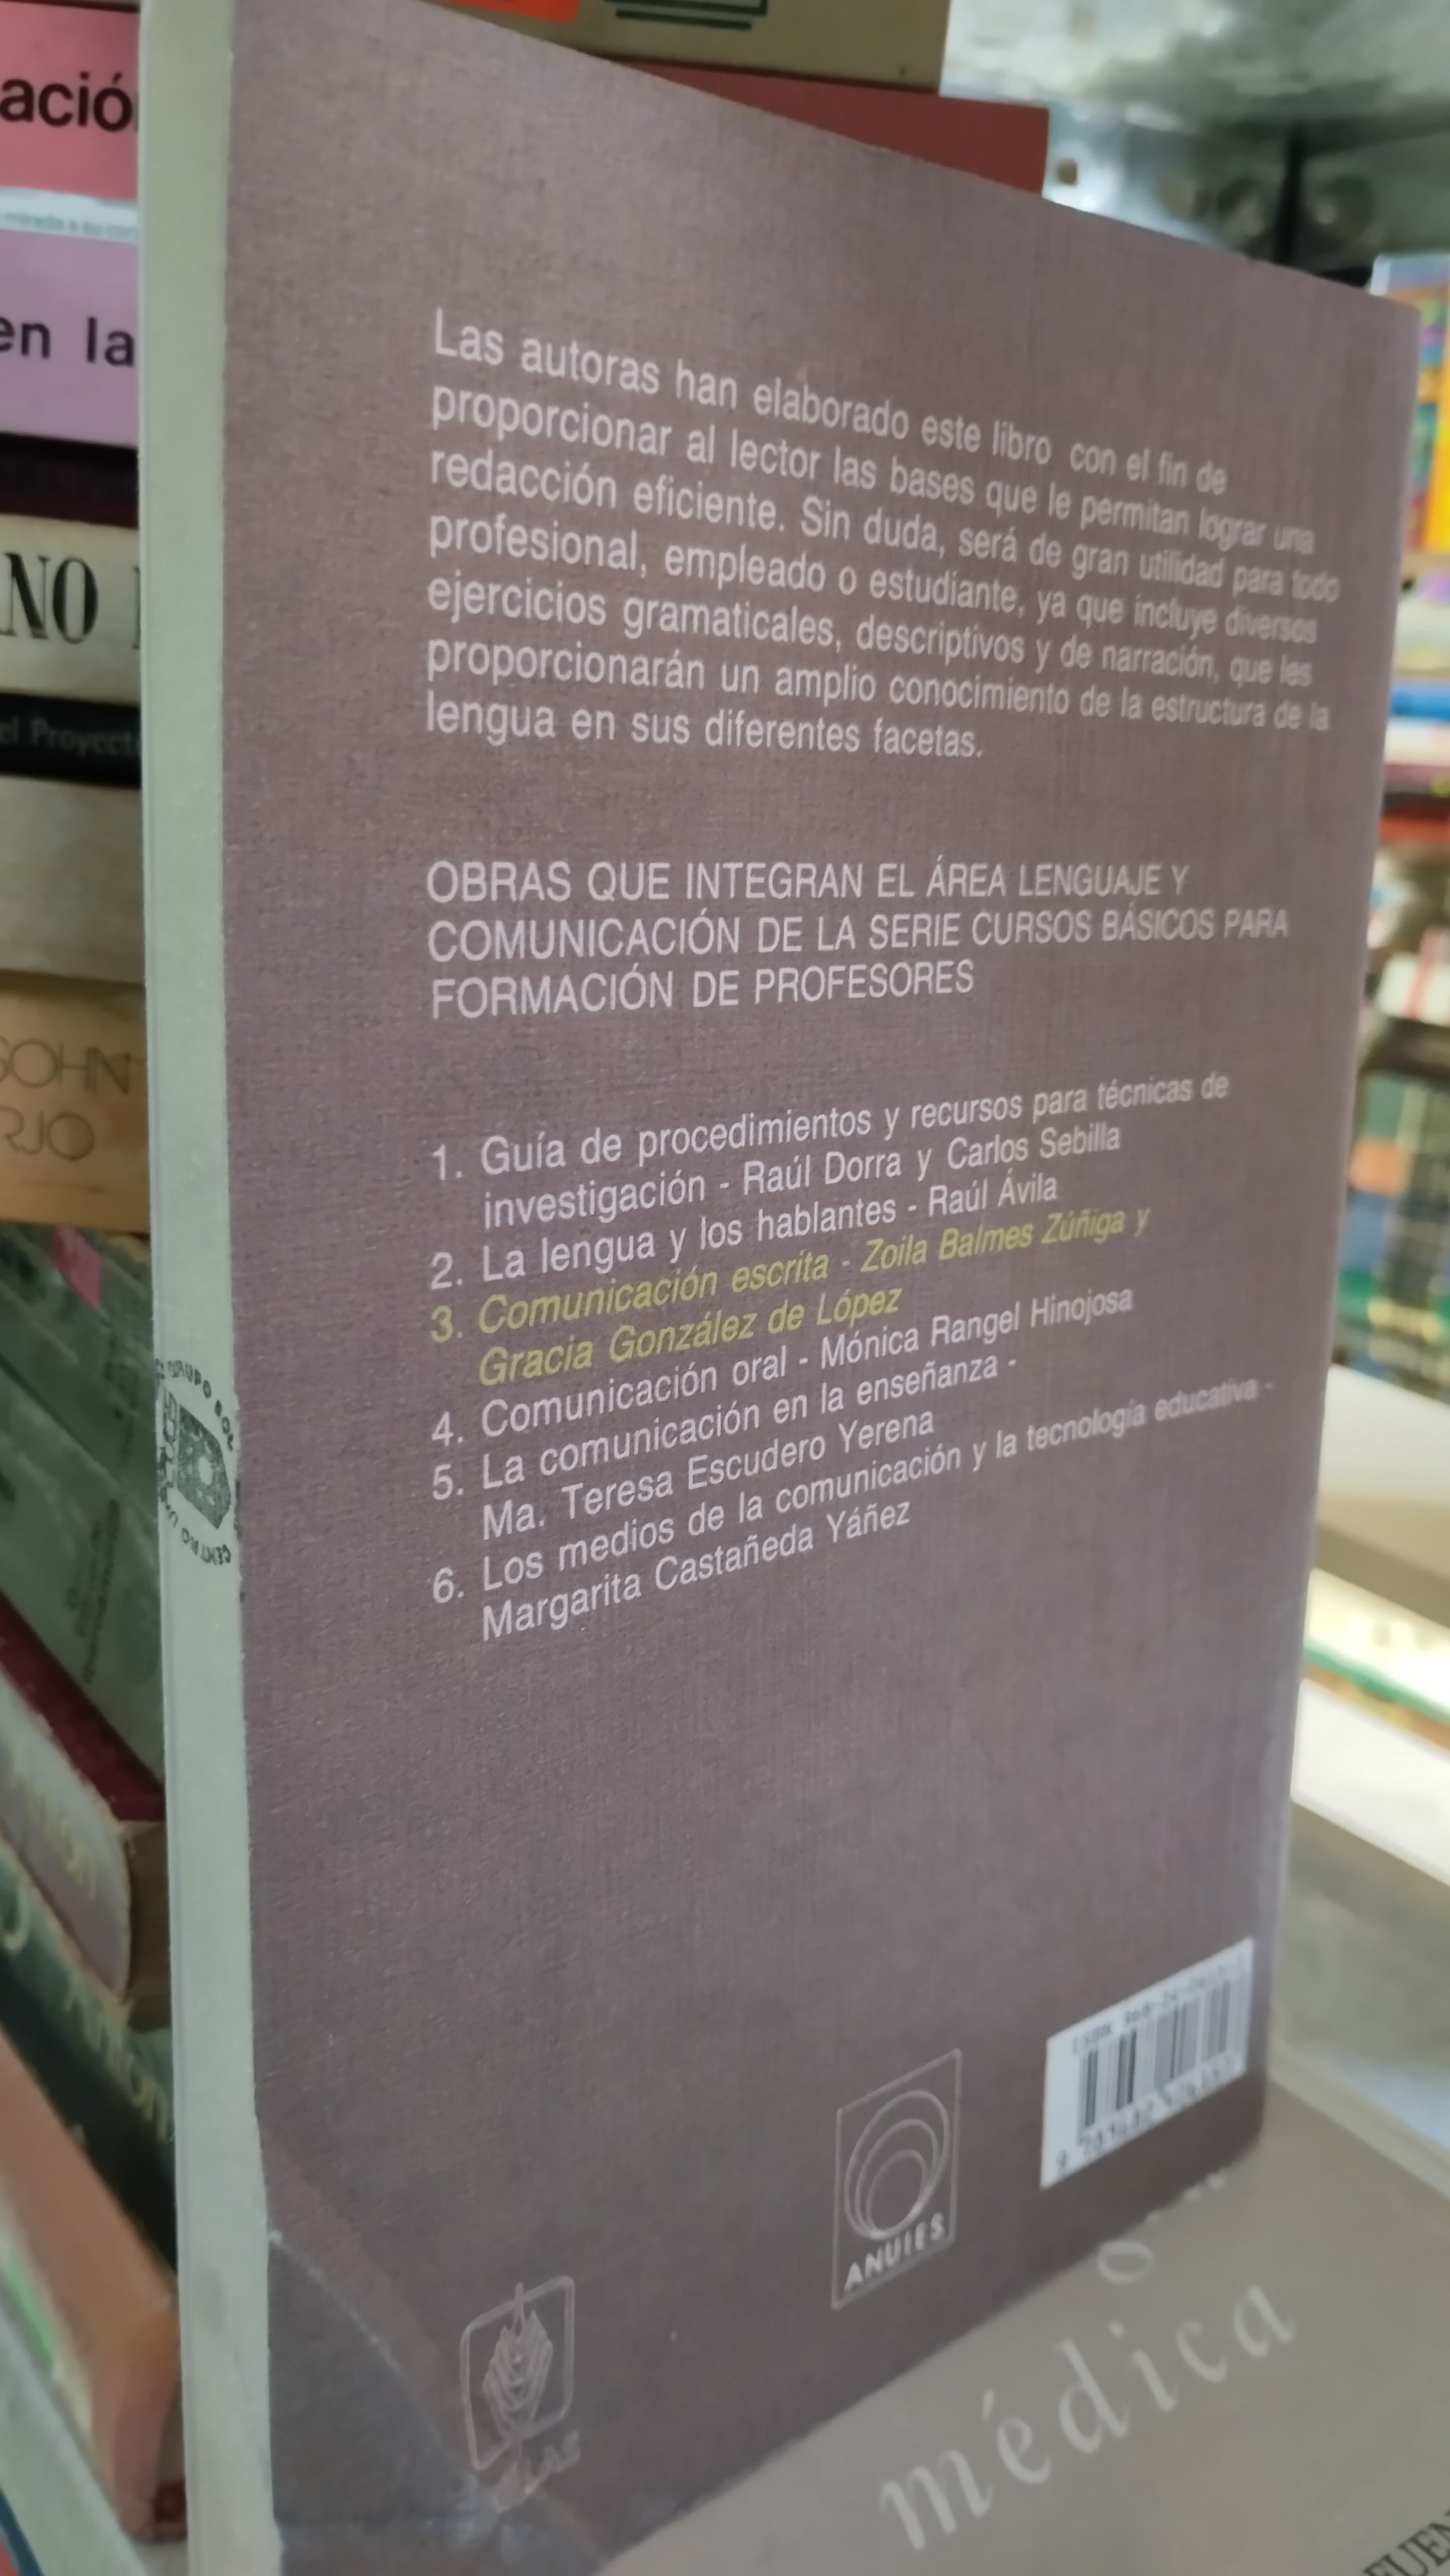 ació
en la
NO
el Proyect
SOHN
RJO
Las autoras han elaborado este libro con el fin de
proporcionar al lector las bases que le permitan lograr una
redacción eficiente. Sin duda, será de gran utilidad para todo
profesional, empleado o estudiante, ya que incluye diversos
ejercicios gramaticales, descriptivos y de narración, que les
proporcionarán un amplio conocimiento de la estructura de la
lengua en sus diferentes facetas.
OBRAS QUE INTEGRAN EL ÁREA LENGUAJE Y
COMUNICACIÓN DE LA SERIE CURSOS BÁSICOS PARA
FORMACIÓN DE PROFESORES
1. Guía de procedimientos y recursos para técnicas de
investigación - Raúl Dorra y Carlos Sebilla
2. La lengua y los hablantes - Raúl Ávila
3. Comunicación escrita - Zoila Balmes Zúñiga y
Gracia González de López
4. Comunicación oral - Mónica Rangel Hinojosa
5. La comunicación en la enseñanza -
Ma. Teresa Escudero Yerena
6. Los medios de la comunicación y la tecnología educativa -
Margarita Castañeda Yáñez
ISBN
ANUIES
médica